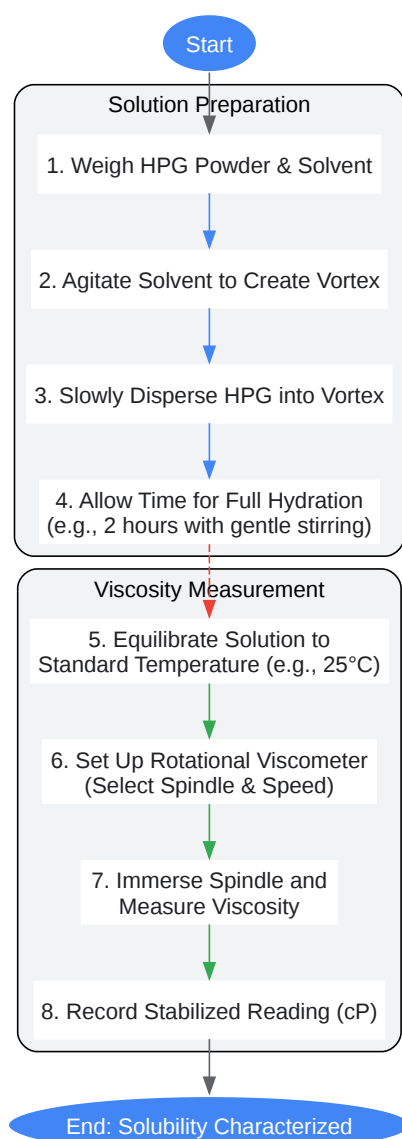 Start
Solution Preparation
1. Weigh HPG Powder & Solvent
2. Agitate Solvent to Create Vortex
3. Slowly Disperse HPG into Vortex
4. Allow Time for Full Hydration
(e.g., 2 hours with gentle stirring)
Viscosity Measurement
5. Equilibrate Solution to
Standard Temperature (e.g., 25°C)
6. Set Up Rotational Viscometer
(Select Spindle & Speed)
7. Immerse Spindle and
Measure Viscosity
8. Record Stabilized Reading (cP)
End: Solubility Characterized